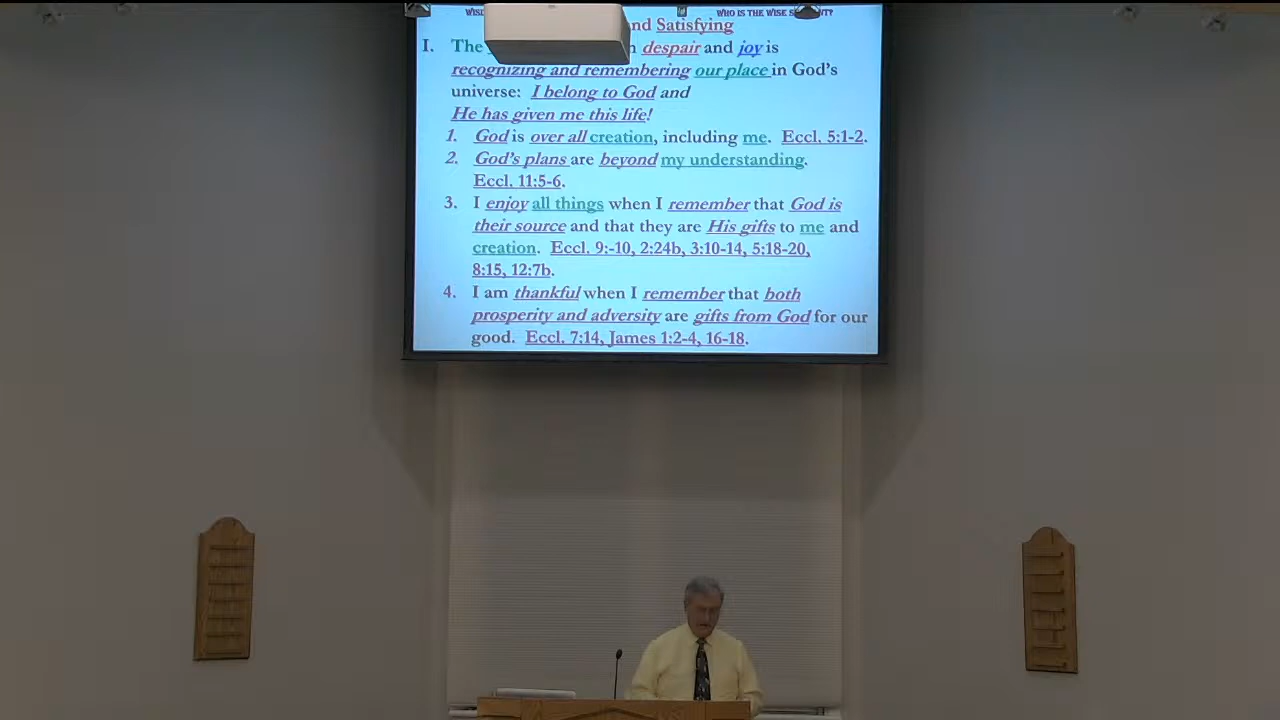 WHO IS THE WISE
and Satisfying
I. The despair and joy is
recognizing and remembering our place in God's
universe: I belong to God and
He has given me this life!
1. God is over all creation, including me. Eccl. 5:1-2.
2. God's plans are beyond my understanding.
Eccl. 11:5-6.
3. I enjoy all things when I remember that God is
their source and that they are His gifts to me and
creation. Eccl. 9:-10, 2:24b, 3:10-14, 5:18-20,
8:15, 12:7b.
4. I am thankful when I remember that both
prosperity and adversity are gifts from God for our
good. Eccl. 7:14, James 1:2-4, 16-18.